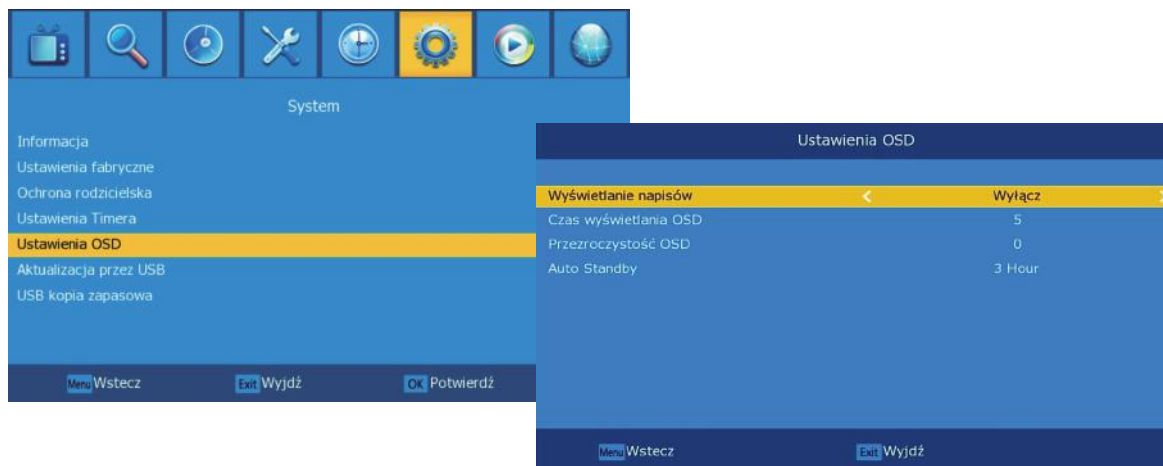 System
Informacja
Ustawienia fabryczne
Ochrona rodzicielska
Ustawienia Timera
Ustawienia OSD
Aktualizacja przez USB
USB kopia zapasowa
Menu Wstecz Exit Wyjdź OK Potwierdź
Ustawienia OSD
Wyświetlanie napisów < Wyłącz >
Czas wyświetlania OSD 5
Przezroczystość OSD 0
Auto Standby 3 Hour
Menu Wstecz Exit Wyjdź